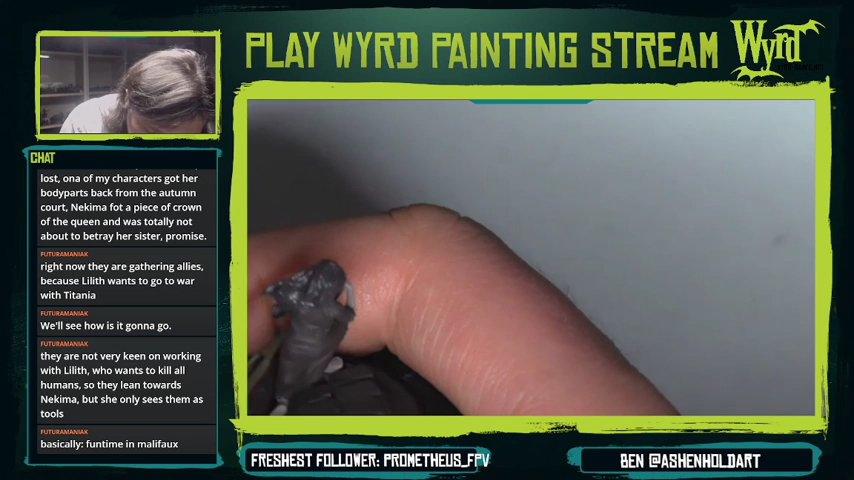 PLAY WYRD PAINTING STREAM
Wyrd
CHAT
lost, ona of my characters got her
bodyparts back from the autumn
court, Nekima fot a piece of crown
of the queen and was totally not
about to betray her sister, promise.
FUTURAMANIAK
right now they are gathering allies,
because Lilith wants to go to war
with Titania
FUTURAMANIAK
We'll see how is it gonna go.
FUTURAMANIAK
they are not very keen on working
with Lilith, who wants to kill all
humans, so they lean towards
Nekima, but she only sees them as
tools
FUTURAMANIAK
basically: funtime in malifaux
FRESHEST FOLLOWER: PROMETHEUS_FPV
BEN @ASHENHOLDART